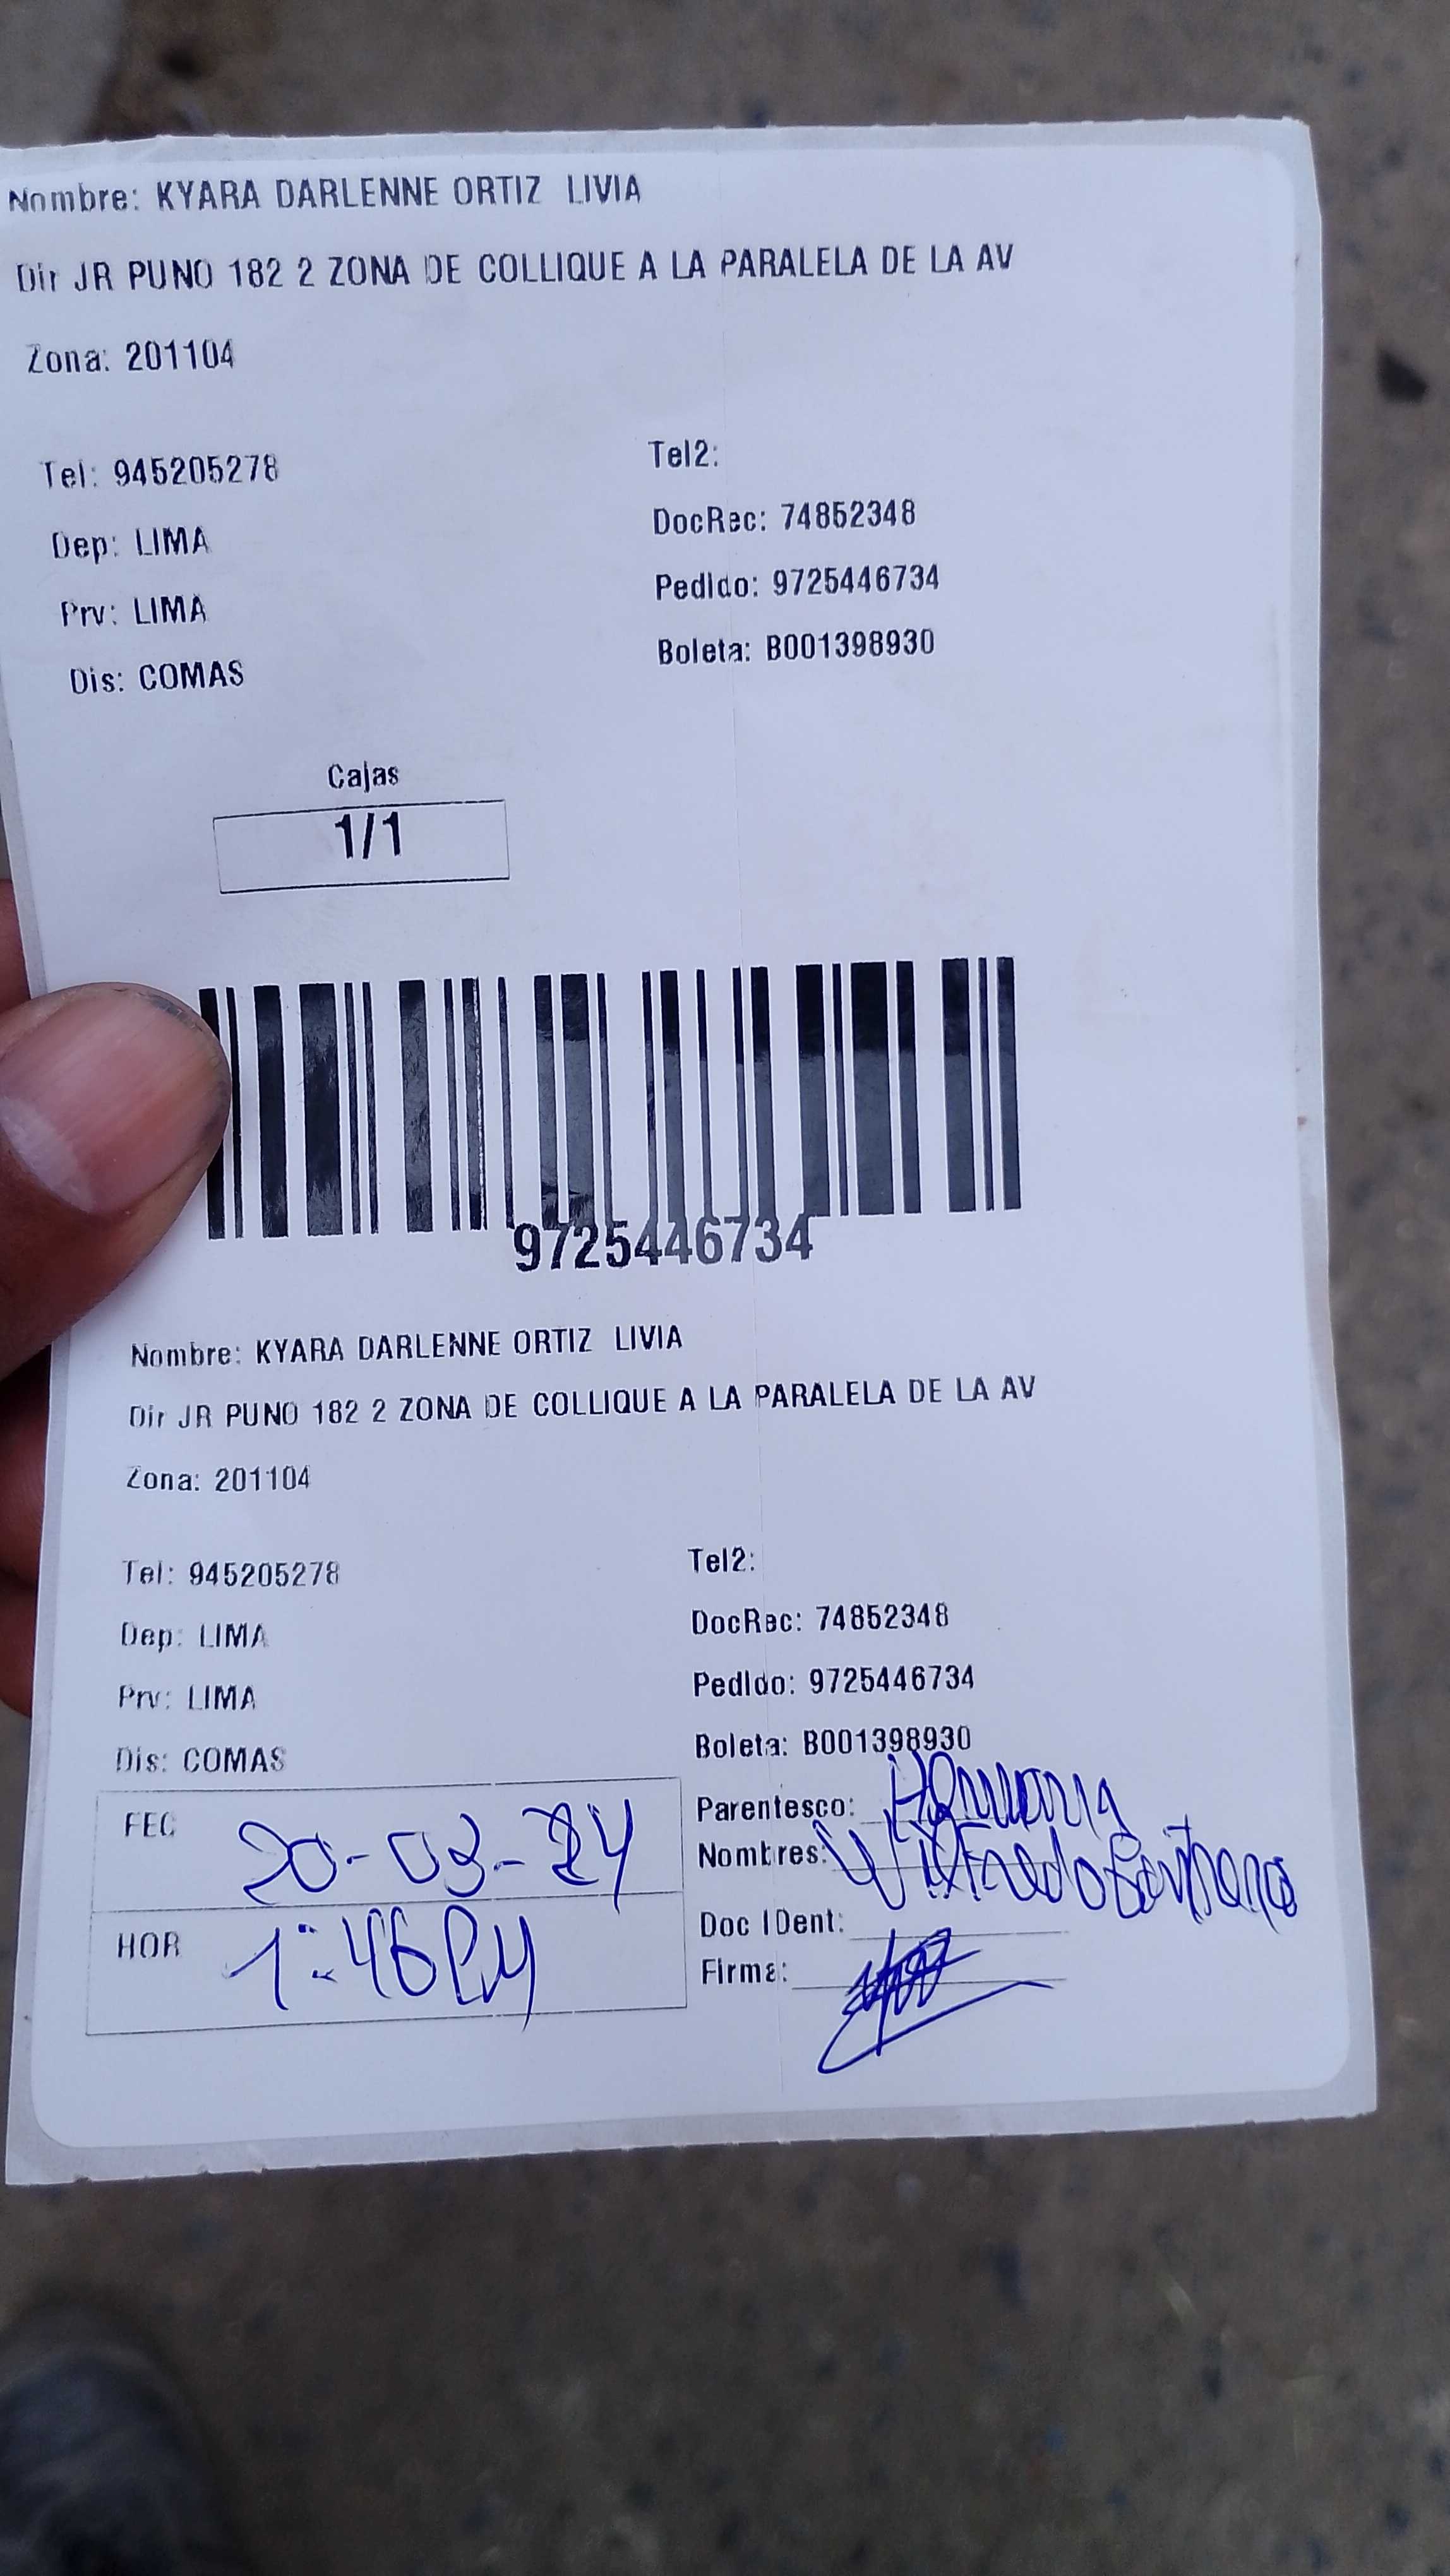 Nombre: KYARA DARLENNE ORTIZ LIVIA
Dir JR PUNO 182 2 ZONA DE COLLIQUE A LA PARALELA DE LA AV
Zona: 201104
Tel: 945205278
Tel2:
Dep: LIMA
DocRec: 74852348
Prv: LIMA
Pedido: 9725446734
Dis: COMAS
Boleta: B001398930
Cajas
1/1
9725446734
Nombre: KYARA DARLENNE ORTIZ LIVIA
Dir JR PUNO 182 2 ZONA DE COLLIQUE A LA PARALELA DE LA AV
Zona: 201104
Tel: 945205278
Tel2:
Dep: LIMA
DocRec: 74852348
Prv: LIMA
Pedido: 9725446734
Dis: COMAS
Boleta: B001398930
FEC 20-03-24
Parentesco:
Nombres: Wilfredo
HOR 1:46 PM
Doc IDent:
Firma: